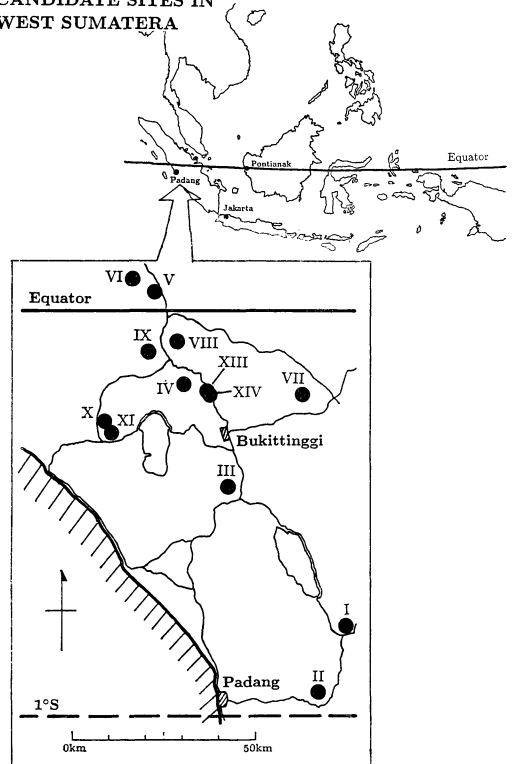 CANDIDATE SITES IN
WEST SUMATERA
Equator
Pontianak
Padang
Jakarta
VI
V
Equator
IX
VIII
XIII
IV
XIV
VII
X
XI
Bukittinggi
III
I
II
Padang
1°S
0km
50km